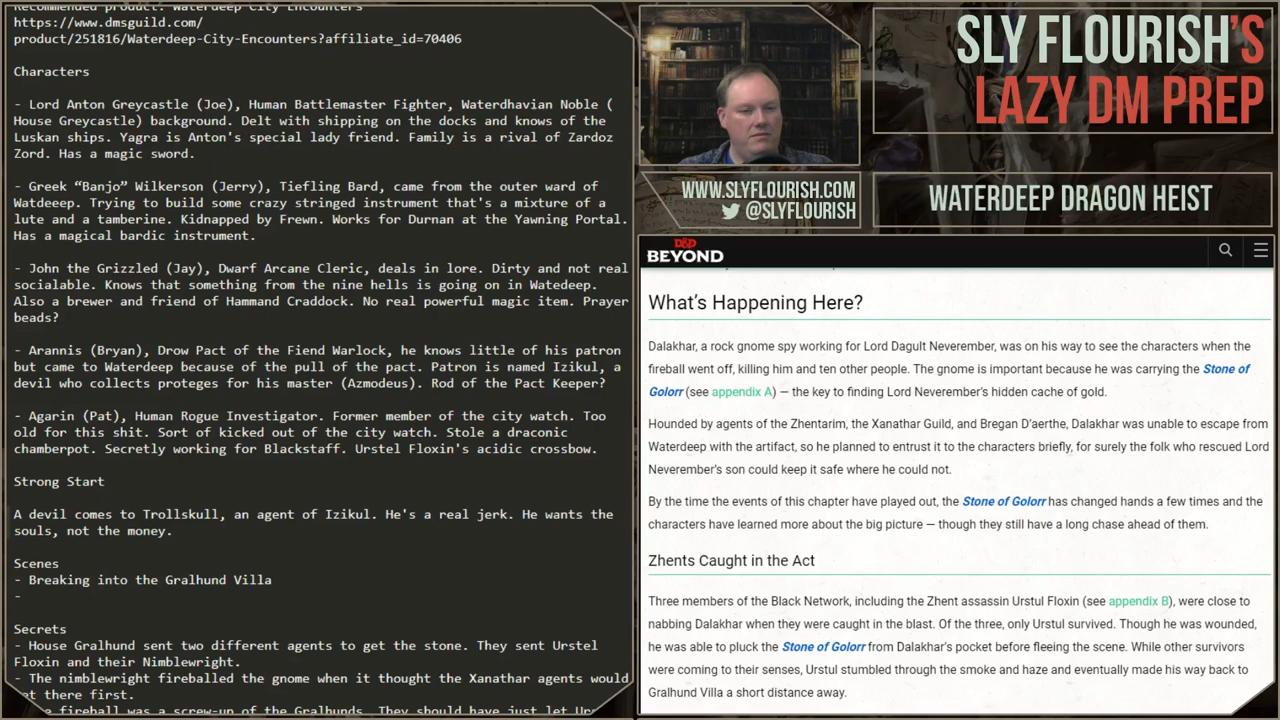 Recommended product: Waterdeep City Encounters
https://www.dmsguild.com/
product/251816/Waterdeep-City-Encounters?affiliate_id=70406
Characters
- Lord Anton Greycastle (Joe), Human Battlemaster Fighter, Waterdhavian Noble (
House Greycastle) background. Delt with shipping on the docks and knows of the
Luskan ships. Yagra is Anton's special lady friend. Family is a rival of Zardoz
Zord. Has a magic sword.
- Greek “Banjo” Wilkerson (Jerry), Tiefling Bard, came from the outer ward of
Watdeep. Trying to build some crazy stringed instrument that's a mixture of a
lute and a tamberine. Kidnapped by Frewn. Works for Durnan at the Yawning Portal.
Has a magical bardic instrument.
- John the Grizzled (Jay), Dwarf Arcane Cleric, deals in lore. Dirty and not real
socialable. Knows that something from the nine hells is going on in Watedeep.
Also a brewer and friend of Hammand Craddock. No real powerful magic item. Prayer
beads?
- Arannis (Bryan), Drow Pact of the Fiend Warlock, he knows little of his patron
but came to Waterdeep because of the pull of the pact. Patron is named Izikul, a
devil who collects proteges for his master (Azmodeus). Rod of the Pact Keeper?
- Agarin (Pat), Human Rogue Investigator. Former member of the city watch. Too
old for this shit. Sort of kicked out of the city watch. Stole a draconic
chamberpot. Secretly working for Blackstaff. Urstel Floxin's acidic crossbow.
Strong Start
A devil comes to Trollskull, an agent of Izikul. He's a real jerk. He wants the
souls, not the money.
Scenes
- Breaking into the Gralhund Villa
-
Secrets
- House Gralhund sent two different agents to get the stone. They sent Urstel
Floxin and their Nimblewright.
- The nimblewright fireballed the gnome when it thought the Xanathar agents would
get there first.
fireball was a screw-up of the Gralhunds. They should have just let
SLY FLOURISH'S
LAZY DM PREP
WWW.SLYFLOURISH.COM
@SLYFLOURISH
WATERDEEP DRAGON HEIST
D&D
BEYOND
What’s Happening Here?
Dalakhar, a rock gnome spy working for Lord Dagult Neverember, was on his way to see the characters when the
fireball went off, killing him and ten other people. The gnome is important because he was carrying the Stone of
Golorr (see appendix A) — the key to finding Lord Neverember’s hidden cache of gold.
Hounded by agents of the Zhentarim, the Xanathar Guild, and Bregan D’aerthe, Dalakhar was unable to escape from
Waterdeep with the artifact, so he planned to entrust it to the characters briefly, for surely the folk who rescued Lord
Neverember’s son could keep it safe where he could not.
By the time the events of this chapter have played out, the Stone of Golorr has changed hands a few times and the
characters have learned more about the big picture — though they still have a long chase ahead of them.
Zhents Caught in the Act
Three members of the Black Network, including the Zhent assassin Urstul Floxin (see appendix B), were close to
nabbing Dalakhar when they were caught in the blast. Of the three, only Urstul survived. Though he was wounded,
he was able to pluck the Stone of Golorr from Dalakhar’s pocket before fleeing the scene. While other survivors
were coming to their senses, Urstul stumbled through the smoke and haze and eventually made his way back to
Gralhund Villa a short distance away.